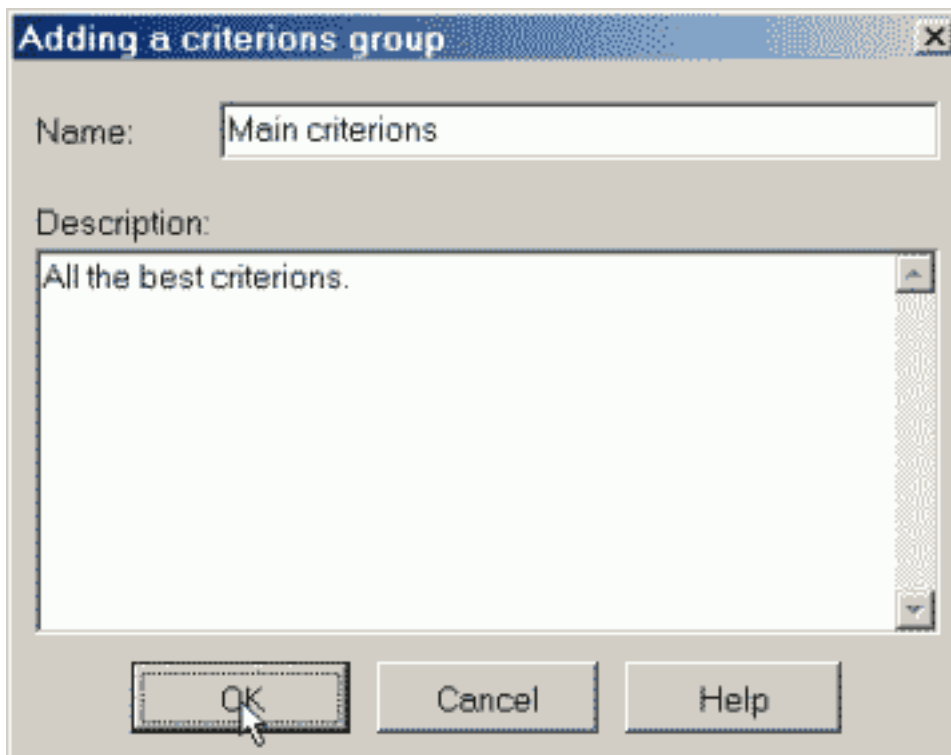 Adding a criterions group
Name: Main criterions
Description:
All the best criterions.
OK Cancel Help